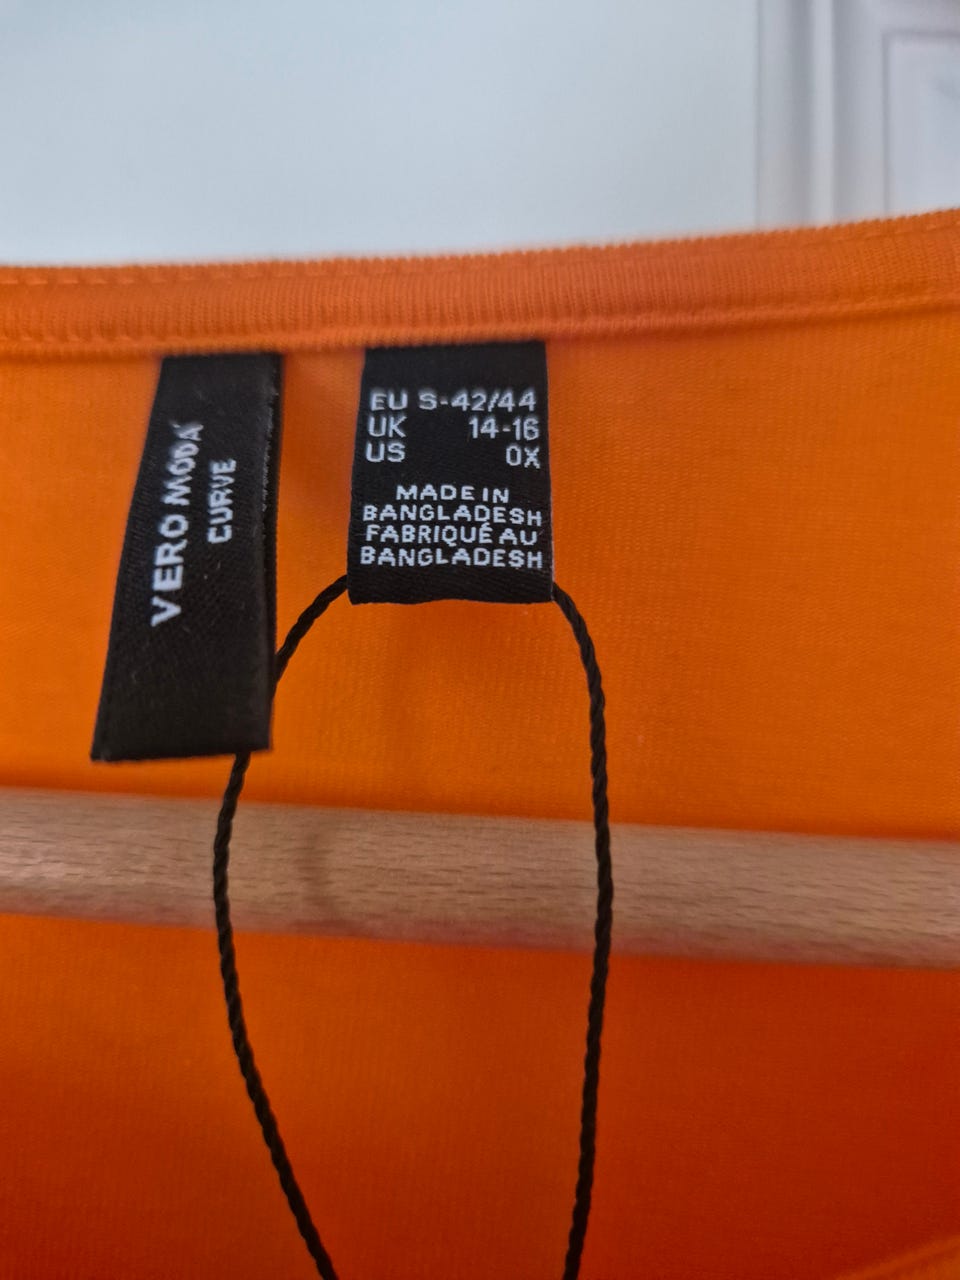 VERO MODA
CURVE
EU S-42/44
UK 14-16
US 0X
MADE IN
BANGLADESH
FABRIQUÉ AU
BANGLADESH